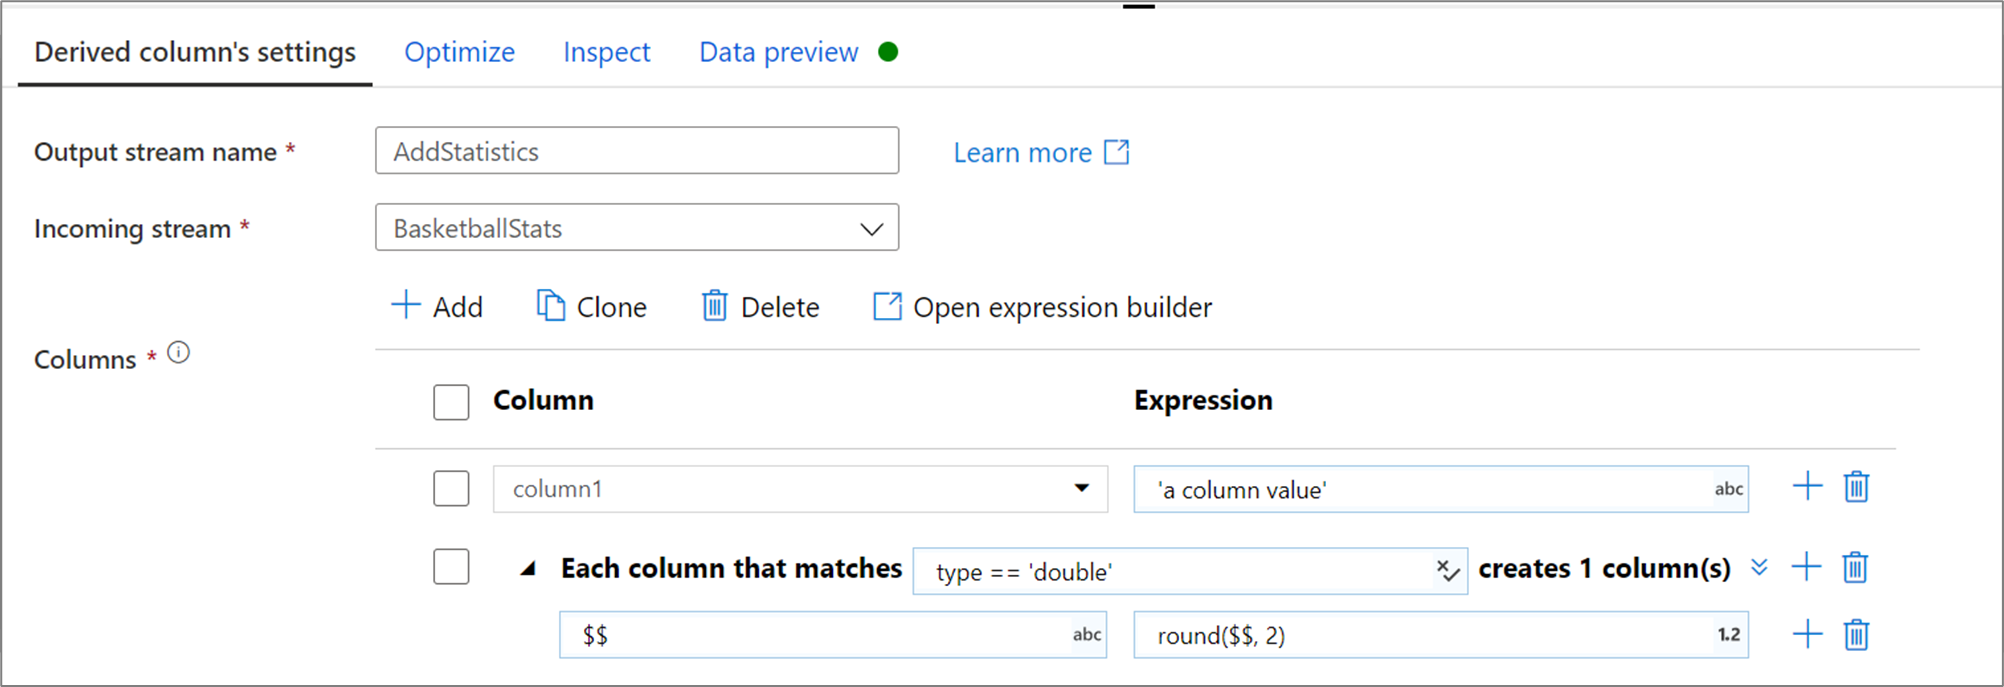 Derived column's settings Optimize Inspect Data preview
Output stream name * AddStatistics Learn more
Incoming stream * BasketballStats
Add Clone Delete Open expression builder
Columns *
Column Expression
column1 'a column value' abc
Each column that matches type == 'double' creates 1 column(s)
$$ abc round($$, 2) 1.2